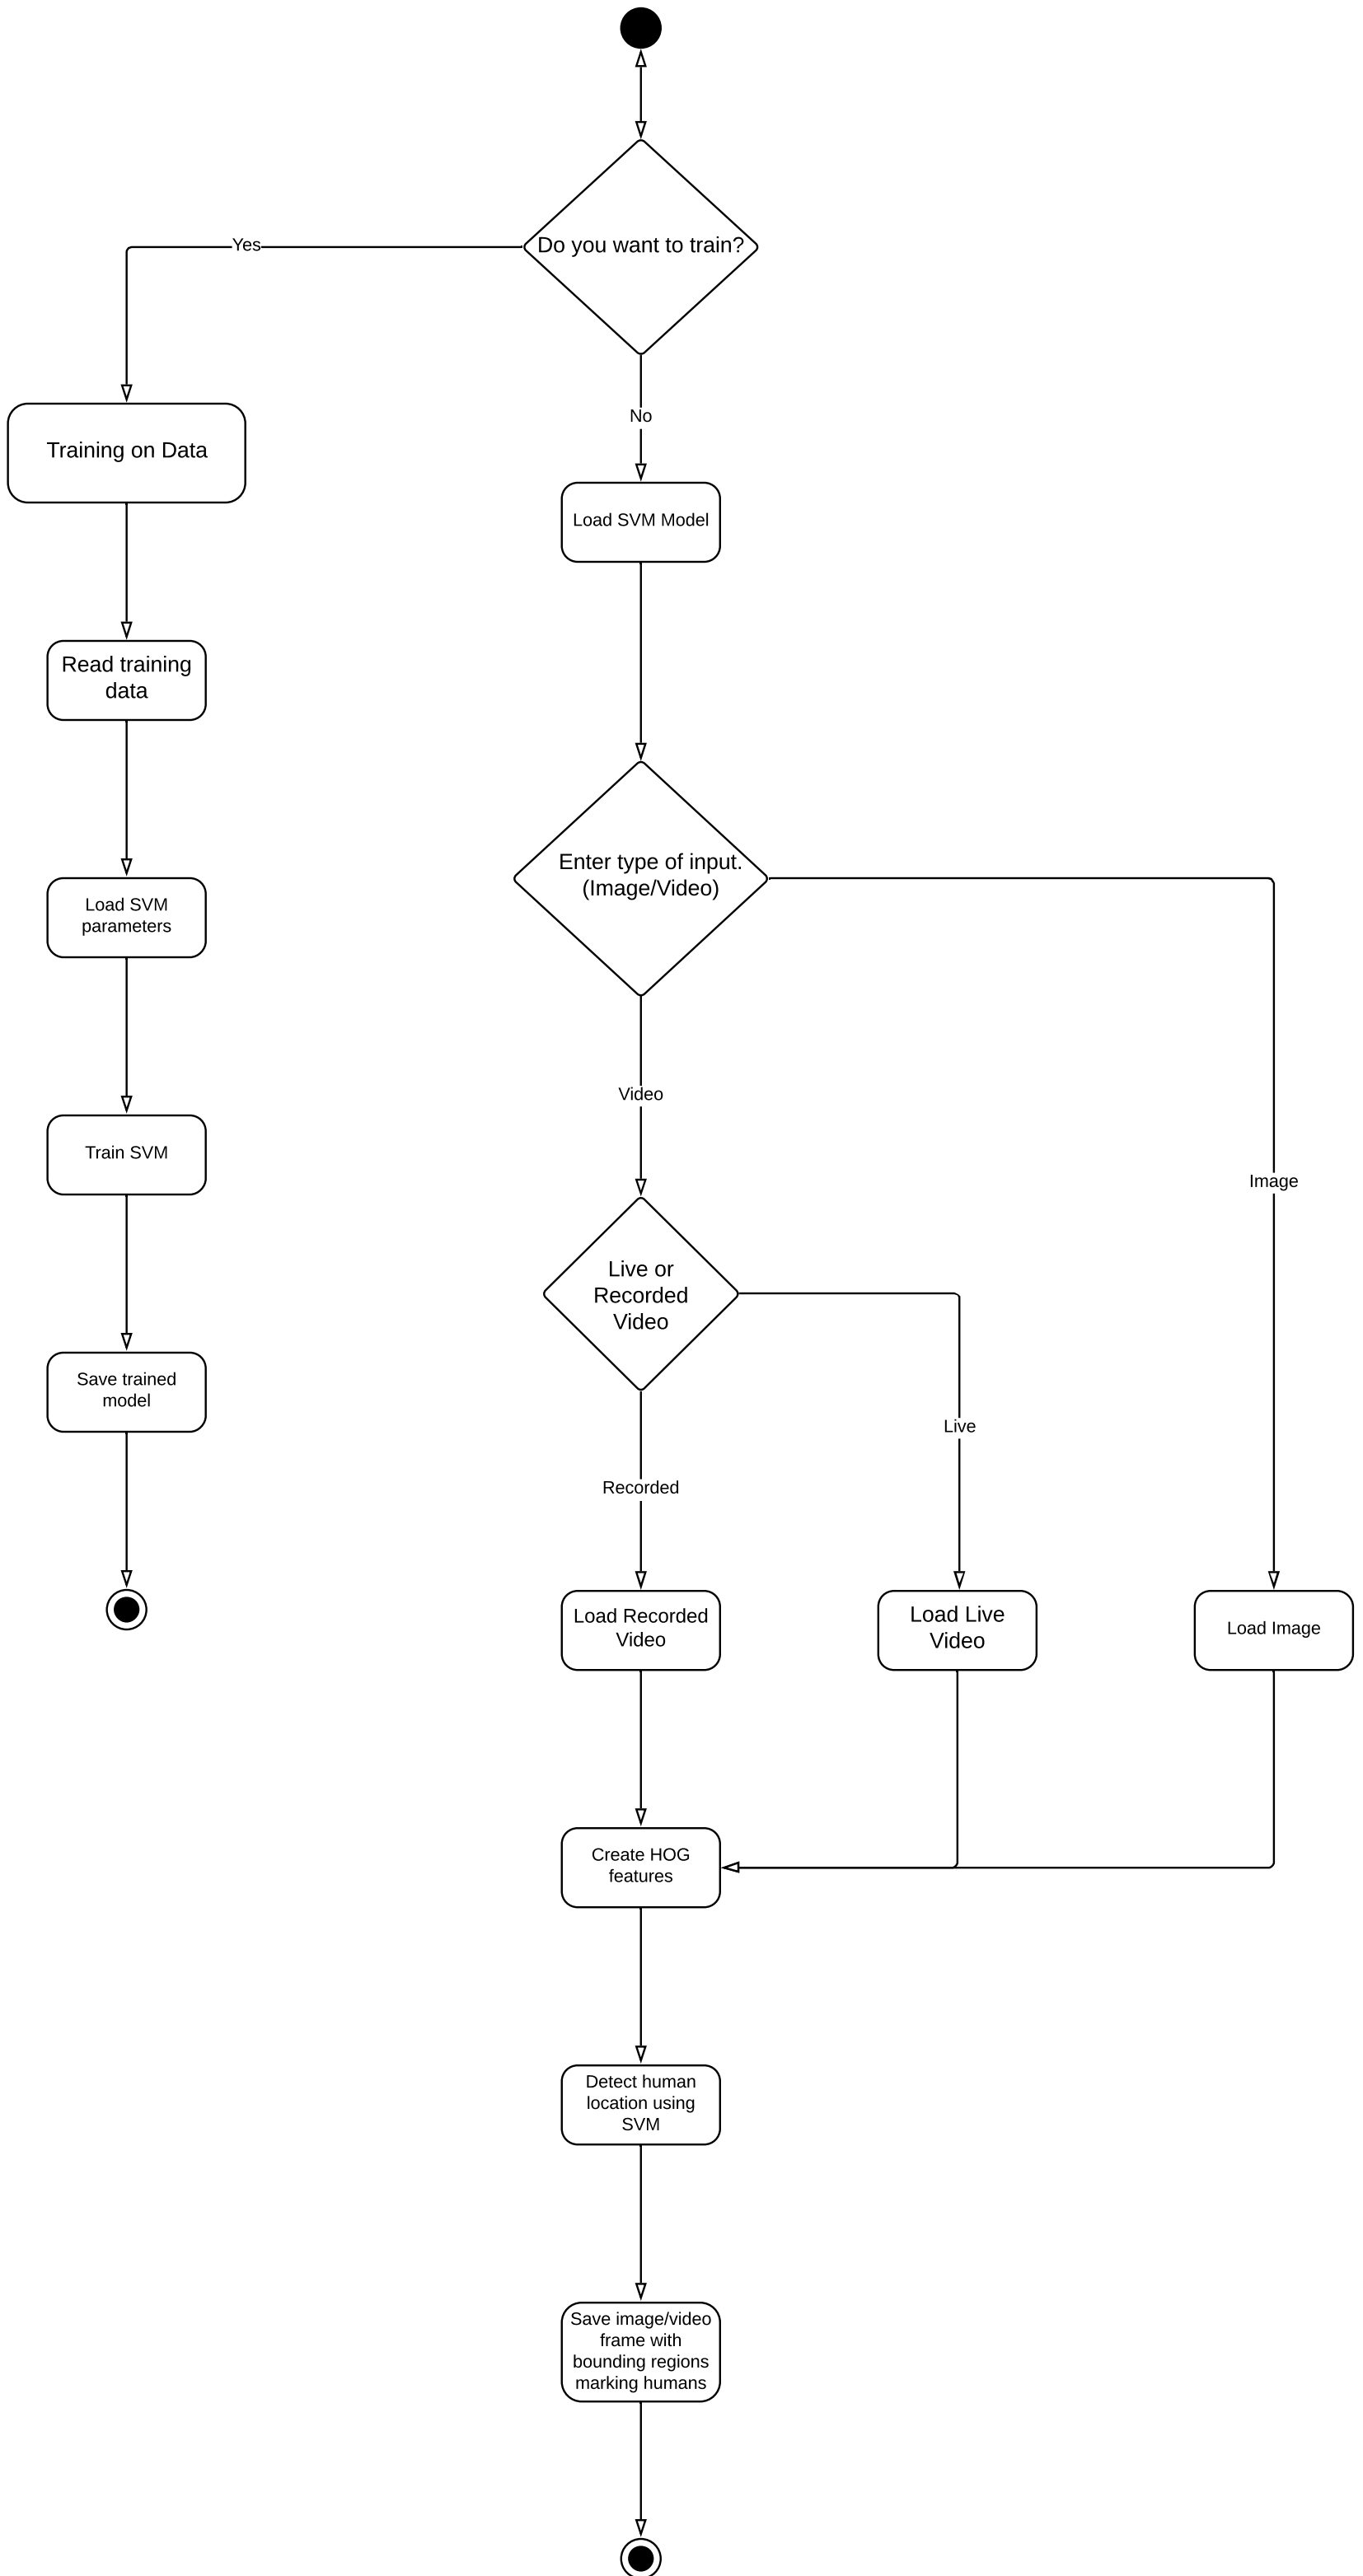 Do you want to train?
Yes
No
Training on Data
Load SVM Model
Read training
data
Enter type of input.
(Image/Video)
Load SVM
parameters
Video
Train SVM
Image
Live or
Recorded
Video
Save trained
model
Live
Recorded
Load Recorded
Video
Load Live
Video
Load Image
Create HOG
features
Detect human
location using
SVM
Save image/video
frame with
bounding regions
marking humans